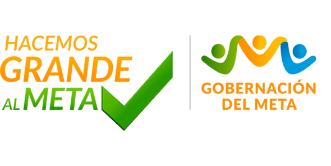 HACEMOS
GRANDE
AL META
GOBERNACIÓN
DEL META